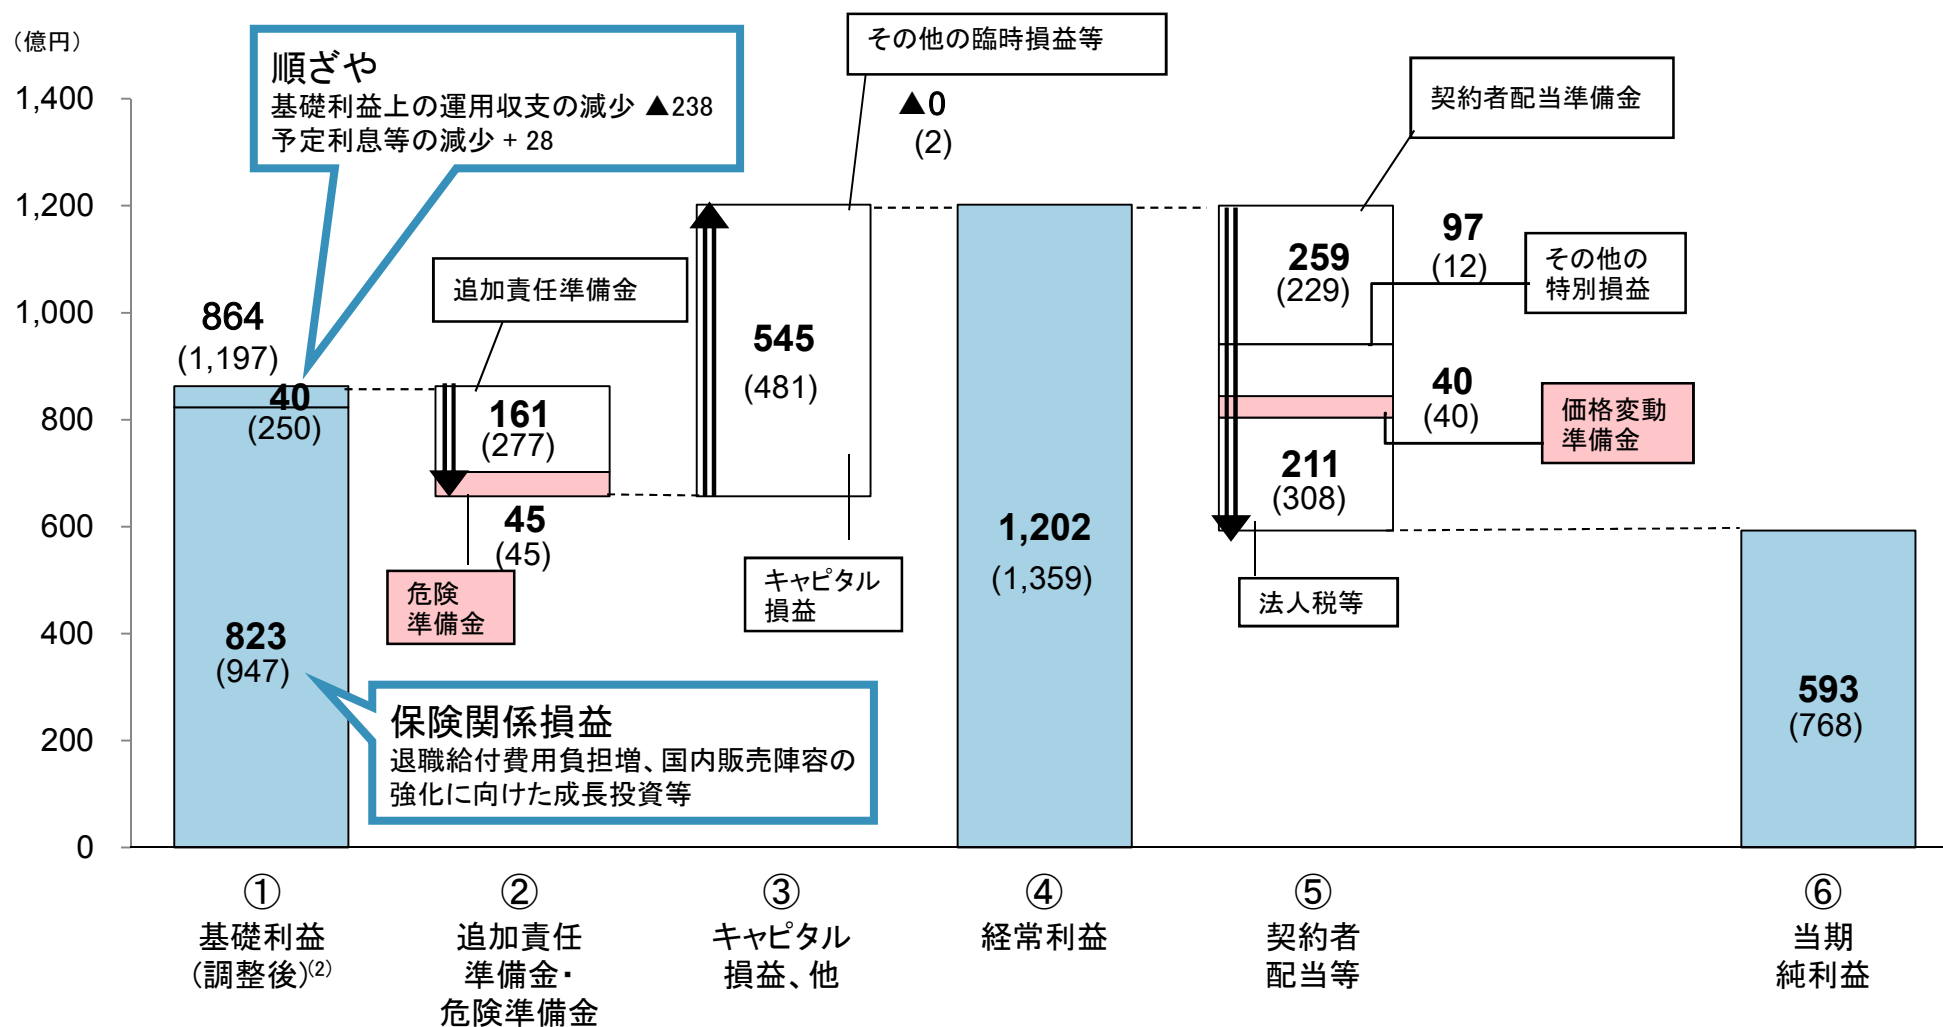 （億円）
1,400
1,200
1,000
800
600
400
200
0
順ざや
基礎利益上の運用収支の減少 ▲238
予定利息等の減少 + 28
864
(1,197)
40
(250)
823
(947)
保険関係損益
退職給付費用負担増、国内販売陣容の
強化に向けた成長投資等
追加責任準備金
161
(277)
45
(45)
危険
準備金
その他の臨時損益等
▲0
(2)
545
(481)
キャピタル
損益
1,202
(1,359)
契約者配当準備金
259
(229)
97
(12)
その他の
特別損益
40
(40)
価格変動
準備金
211
(308)
法人税等
593
(768)
①
基礎利益
(調整後)(2)
②
追加責任
準備金・
危険準備金
③
キャピタル
損益、他
④
経常利益
⑤
契約者
配当等
⑥
当期
純利益